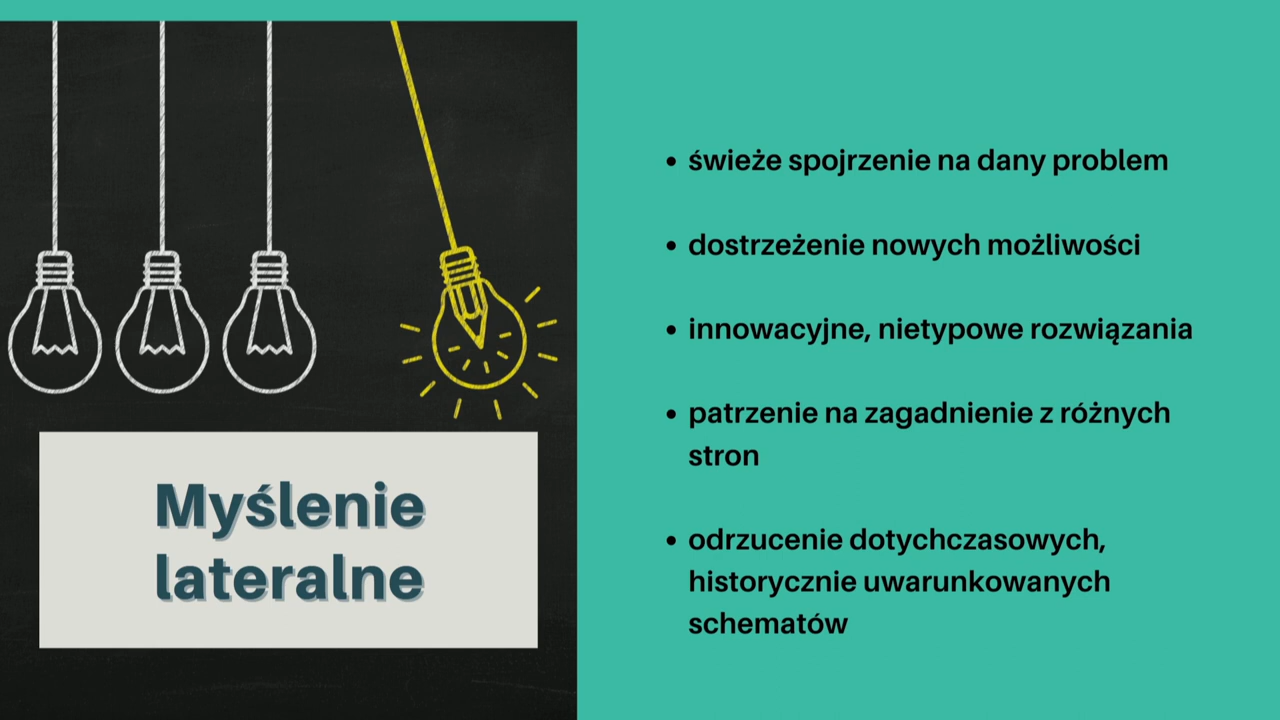 Myślenie
lateralne
• świeże spojrzenie na dany problem
• dostrzeżenie nowych możliwości
• innowacyjne, nietypowe rozwiązania
• patrzenie na zagadnienie z różnych
stron
• odrzucenie dotychczasowych,
historycznie uwarunkowanych
schematów